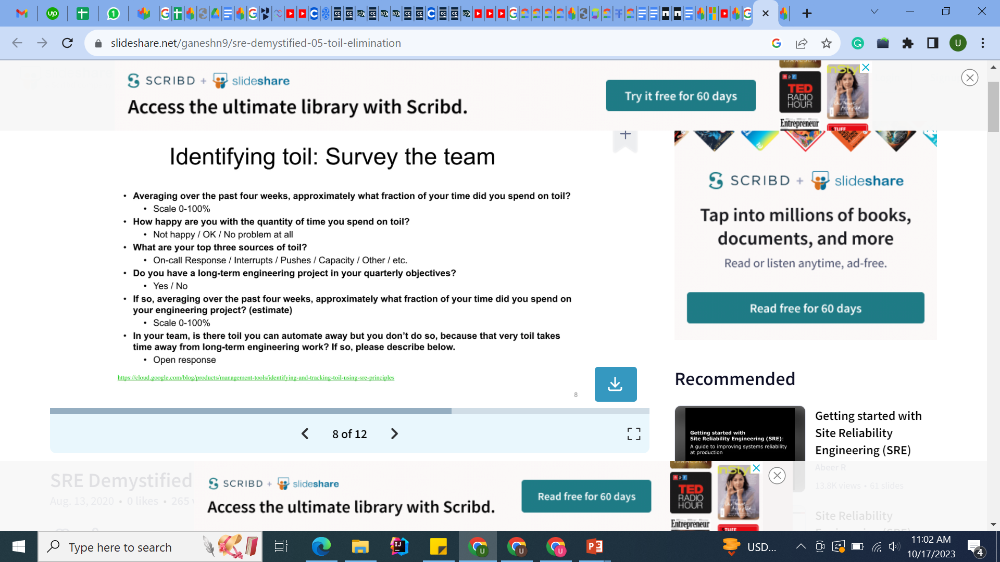 slideshare.net/ganeshn9/sre-demystified-05-toil-elimination
U
SCRIBD + slideshare
Access the ultimate library with Scribd.
Try it free for 60 days
TED
RADIO
HOUR
InStyl
Entrepreneur
Identifying toil: Survey the team
• Averaging over the past four weeks, approximately what fraction of your time did you spend on toil?
• Scale 0-100%
• How happy are you with the quantity of time you spend on toil?
• Not happy / OK / No problem at all
• What are your top three sources of toil?
• On-call Response / Interrupts / Pushes / Capacity / Other / etc.
• Do you have a long-term engineering project in your quarterly objectives?
• Yes / No
• If so, averaging over the past four weeks, approximately what fraction of your time did you spend on
your engineering project? (estimate)
• Scale 0-100%
• In your team, is there toil you can automate away but you don’t do so, because that very toil takes
time away from long-term engineering work? If so, please describe below.
• Open response
https://cloud.google.com/blog/products/management-tools/identifying-and-tracking-toil-using-sre-principles
8
8 of 12
SCRIBD + slideshare
Tap into millions of books,
documents, and more
Read or listen anytime, ad-free.
Read free for 60 days
Recommended
Getting started with
Site Reliability Engineering (SRE):
A guide to improving systems reliability
at production
Getting started with
Site Reliability
Engineering (SRE)
Abeer R
13.8K views • 61 slides
Site Reliability
SRE Demystified
Aug. 13, 2020 • 0 likes • 265
SCRIBD + slideshare
Access the ultimate library with Scribd.
Read free for 60 days
TED
RADIO
HOUR
InStyl
Entrepreneur
Type here to search
USD...
11:02 AM
10/17/2023
4